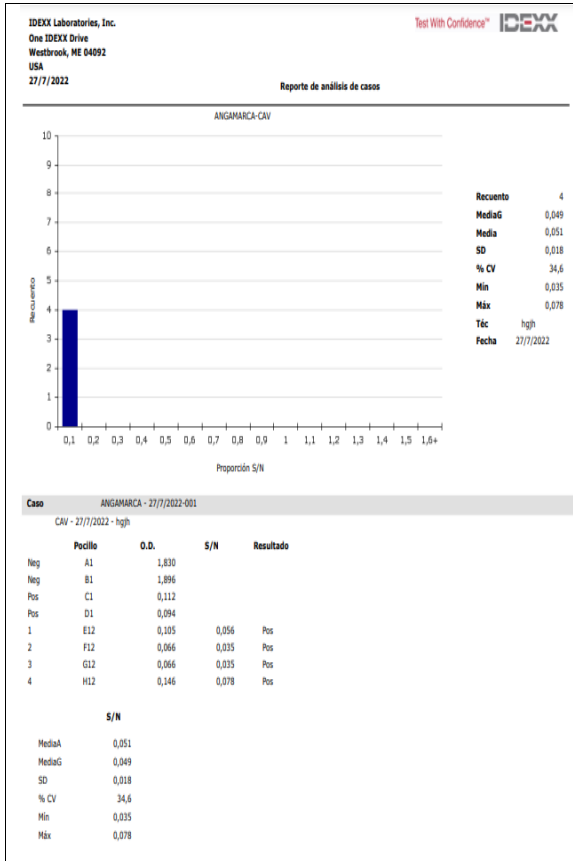 IDEXX Laboratories, Inc.
One IDEXX Drive
Westbrook, ME 04092
USA
27/7/2022
Test With Confidence™ IDEXX
Reporte de análisis de casos
ANGAMARCA-CAV
10
9
8
7
6
5
4
3
2
1
0
Recuento
0,1 0,2 0,3 0,4 0,5 0,6 0,7 0,8 0,9 1 1,1 1,2 1,3 1,4 1,5 1,6+
Proporción S/N
Recuento 4
MediaG 0,049
Media 0,051
SD 0,018
% CV 34,6
Mín 0,035
Máx 0,078
Téc hgjh
Fecha 27/7/2022
Caso ANGAMARCA - 27/7/2022-001
CAV - 27/7/2022 - hgjh
Pocillo O.D. S/N Resultado
Neg A1 1,830
Neg B1 1,896
Pos C1 0,112
Pos D1 0,094
1 E12 0,105 0,056 Pos
2 F12 0,066 0,035 Pos
3 G12 0,066 0,035 Pos
4 H12 0,146 0,078 Pos
S/N
MediaA 0,051
MediaG 0,049
SD 0,018
% CV 34,6
Mín 0,035
Máx 0,078